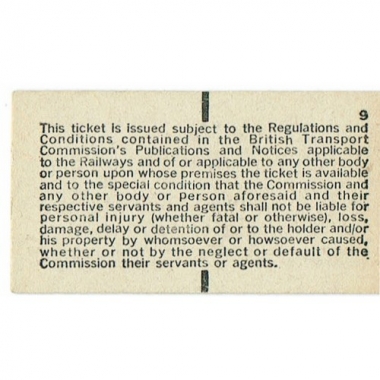 9
This ticket is issued subject to the Regulations and
Conditions contained in the British Transport
Commission's Publications and Notices applicable
to the Railways and of or applicable to any other body
or person upon whose premises the ticket is available
and to the special condition that the Commission and
any other body or person aforesaid and their
respective servants and agents shall not be liable for
personal injury (whether fatal or otherwise), loss,
damage, delay or detention of or to the holder and/or
his property by whomsoever or howsoever caused,
whether or not by the neglect or default of the
Commission their servants or agents.